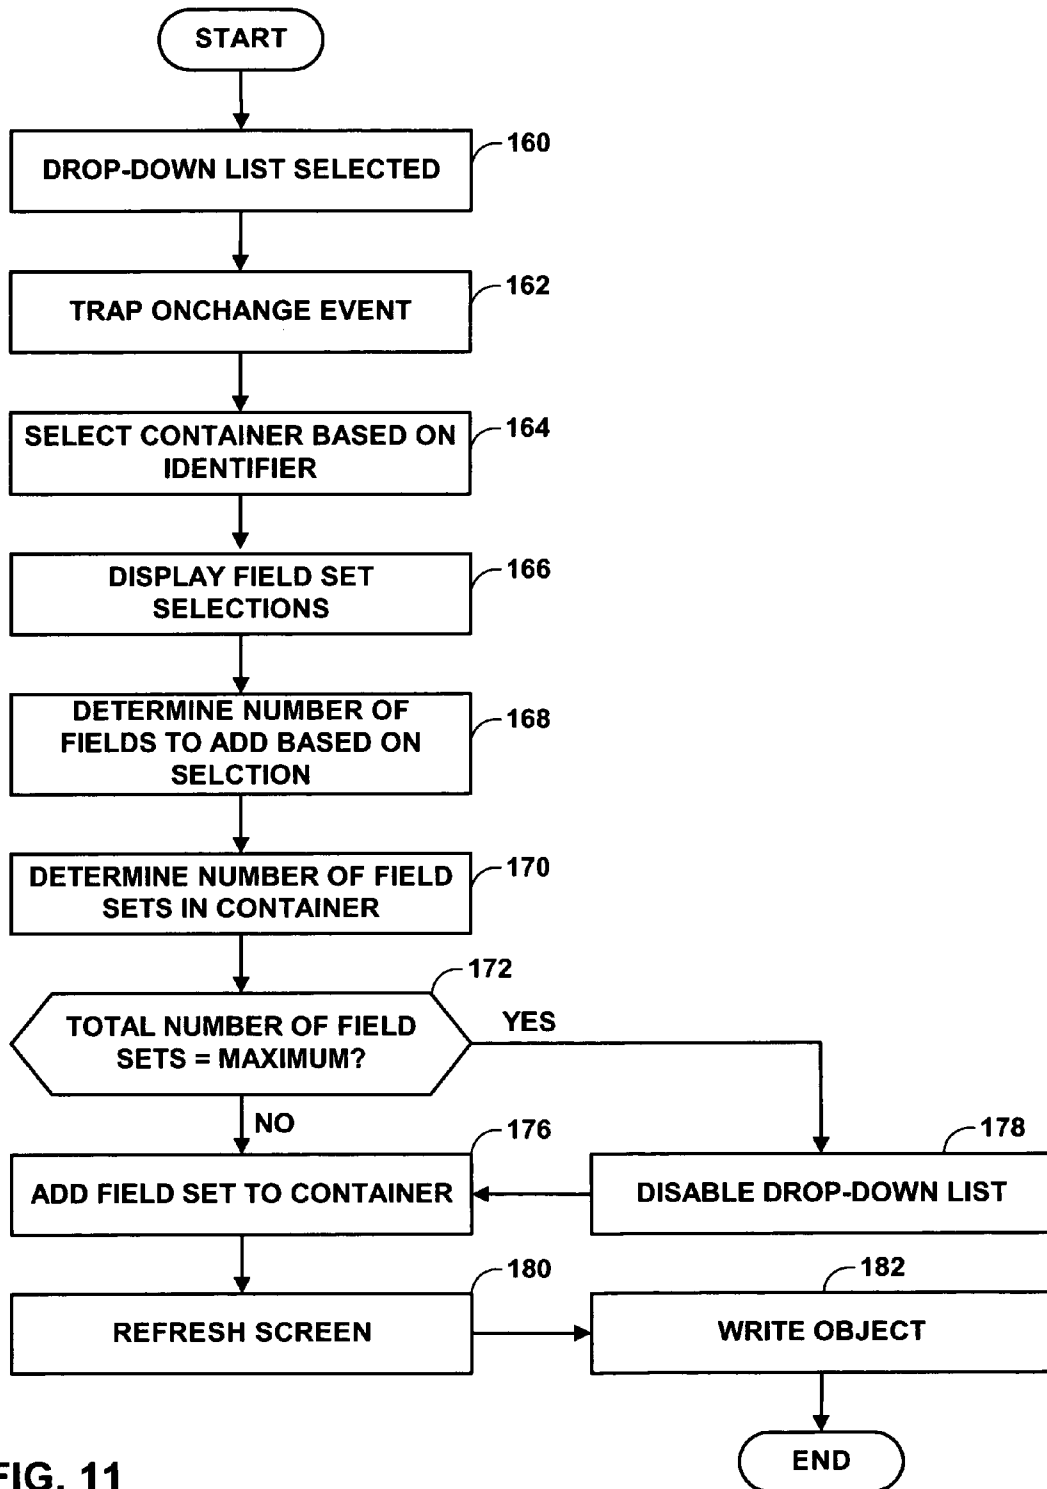 START
160
DROP-DOWN LIST SELECTED
162
TRAP ONCHANGE EVENT
164
SELECT CONTAINER BASED ON
IDENTIFIER
166
DISPLAY FIELD SET
SELECTIONS
168
DETERMINE NUMBER OF
FIELDS TO ADD BASED ON
SELCTION
170
DETERMINE NUMBER OF FIELD
SETS IN CONTAINER
172
TOTAL NUMBER OF FIELD
SETS = MAXIMUM?
YES
NO
176
ADD FIELD SET TO CONTAINER
178
DISABLE DROP-DOWN LIST
180
REFRESH SCREEN
182
WRITE OBJECT
END
FIG. 11